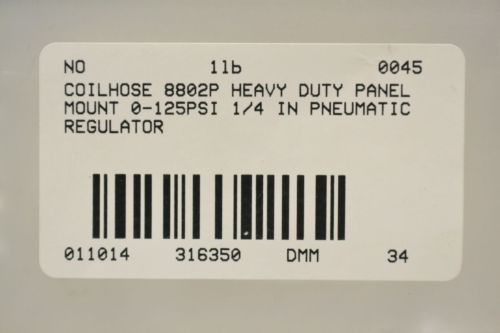 NO 1lb 0045
COILHOSE 8802P HEAVY DUTY PANEL
MOUNT 0-125PSI 1/4 IN PNEUMATIC
REGULATOR
011014 316350 DMM 34